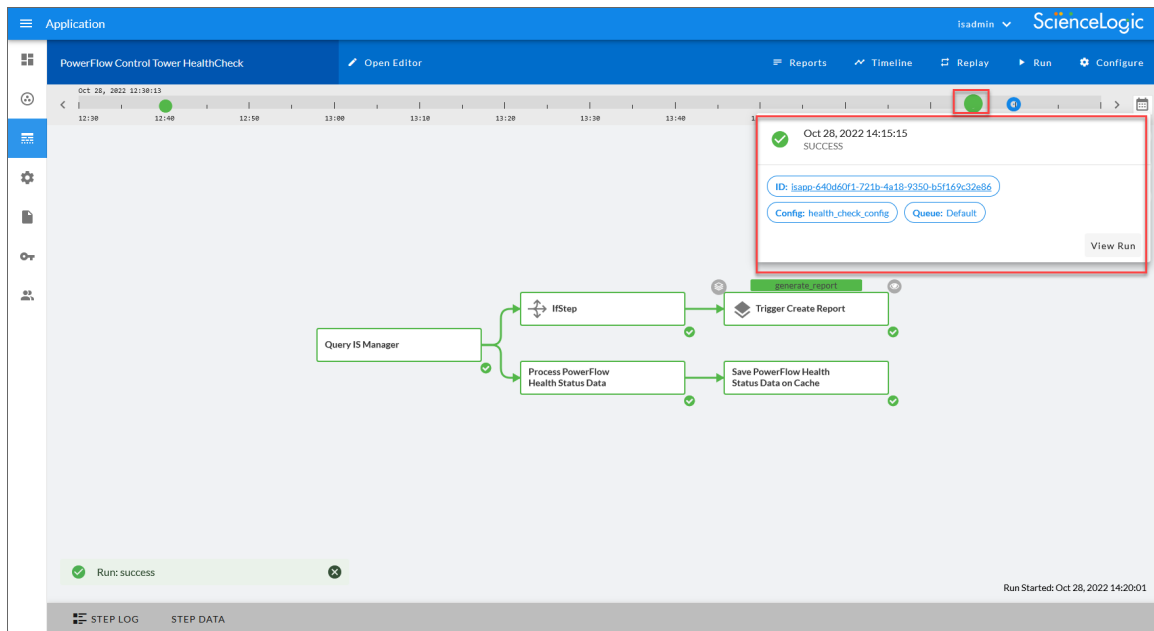 Application
isadmin
ScienceLogic
PowerFlow Control Tower HealthCheck
Open Editor
Reports
Timeline
Replay
Run
Configure
Oct 28, 2022 12:30:13
12:30 12:40 12:50 13:00 13:10 13:20 13:30 13:40
Oct 28, 2022 14:15:15
SUCCESS
ID: isapp-640d60f1-721b-4a18-9350-b5f169c32e86
Config: health_check_config
Queue: Default
View Run
generate_report
IfStep
Trigger Create Report
Query IS Manager
Process PowerFlow
Health Status Data
Save PowerFlow Health
Status Data on Cache
Run: success
Run Started: Oct 28, 2022 14:20:01
STEP LOG
STEP DATA